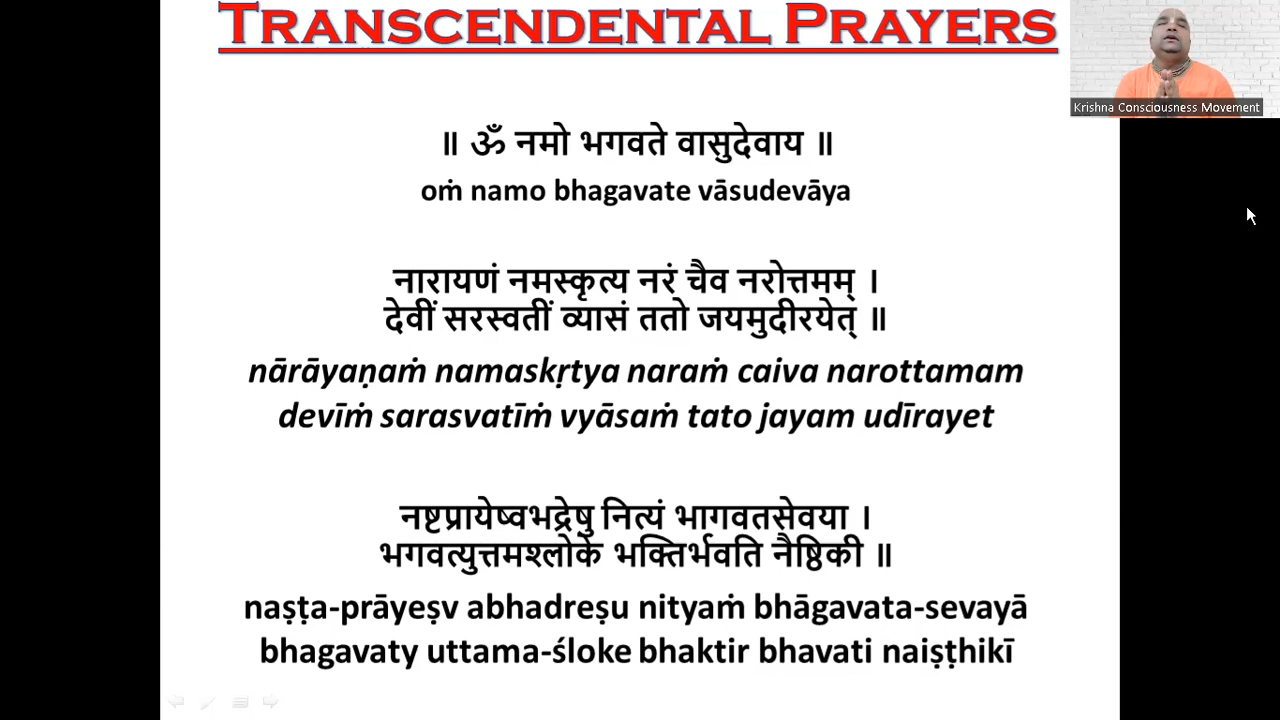 TRANSCENDENTAL PRAYERS
Krishna Consciousness Movement
॥ ॐ नमो भगवते वासुदेवाय ॥
oṁ namo bhagavate vāsudevāya
नारायणं नमस्कृत्य नरं चैव नरोत्तमम् ।
देवीं सरस्वतीं व्यासं ततो जयमुदीरयेत् ॥
nārāyaṇaṁ namaskṛtya naraṁ caiva narottamam
devīṁ sarasvatīṁ vyāsaṁ tato jayam udīrayet
नष्टप्रायेष्वभद्रेषु नित्यं भागवतसेवया ।
भगवत्युत्तमश्लोके भक्तिर्भवति नैष्ठिकी ॥
naṣṭa-prāyeṣv abhadreṣu nityaṁ bhāgavata-sevayā
bhagavaty uttama-śloke bhaktir bhavati naiṣṭhikī